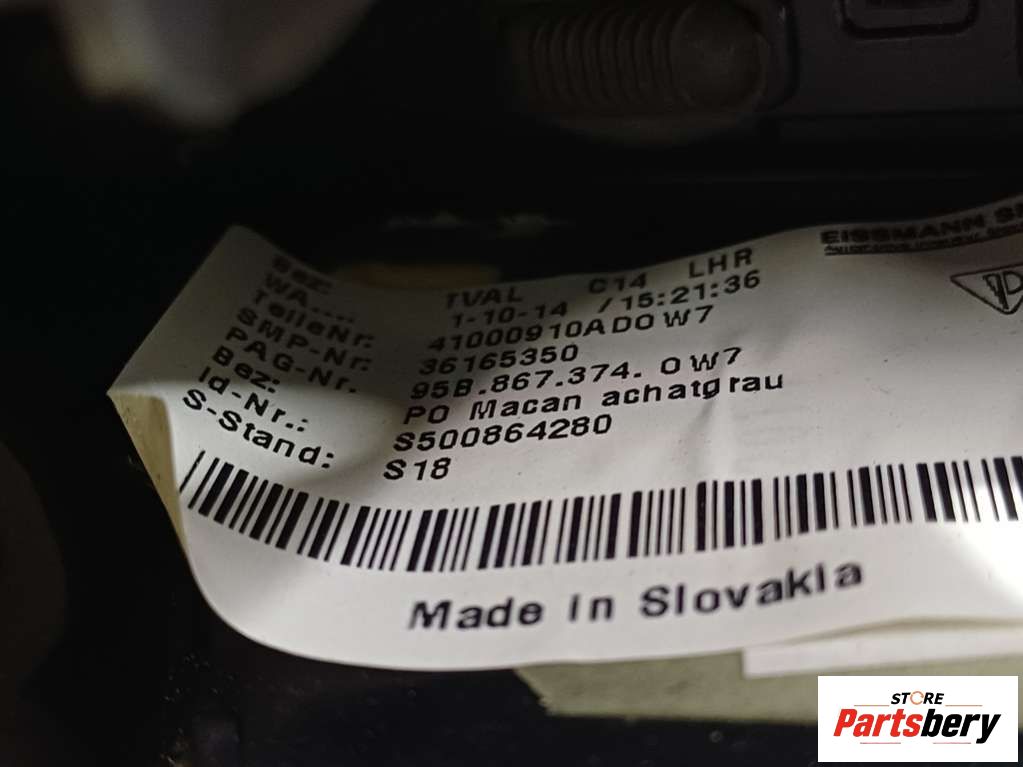 EISSMANN
Bez: TVAL C14 LHR
WA....: 1-10-14 /15:21:36
TeileNr: 41000910AD0W7
SMP-Nr: 36165350
PAG-Nr. 95B.867.374. 0W7
Bez: PO Macan achatgrau
Id-Nr.: S500864280
S-Stand: S18
Made in Slovakia
STORE
Partsbery